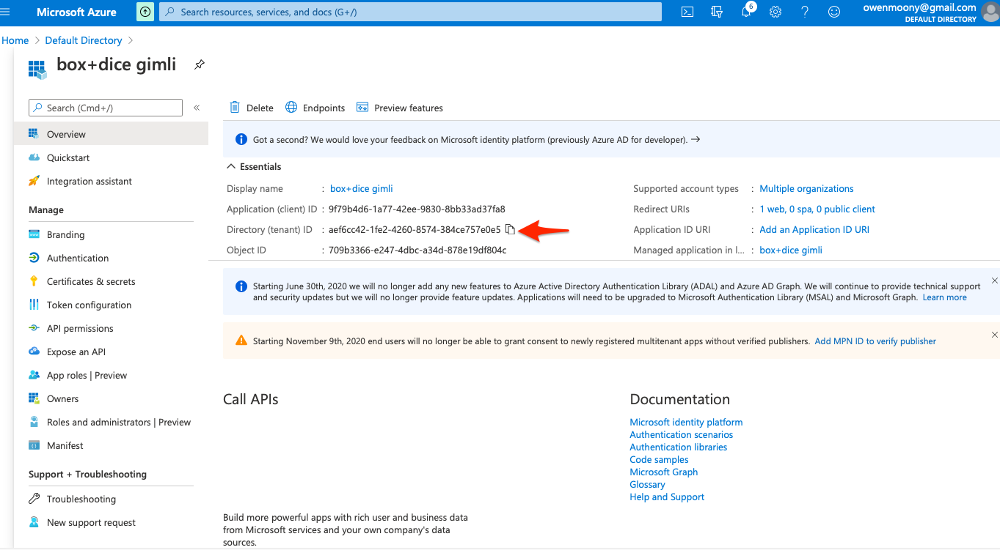 Microsoft Azure
Search resources, services, and docs (G+/)
6
owenmoony@gmail.com
DEFAULT DIRECTORY
Home > Default Directory >
box+dice gimli
Search (Cmd+/)
«
Overview
Quickstart
Integration assistant
Manage
Branding
Authentication
Certificates & secrets
Token configuration
API permissions
Expose an API
App roles | Preview
Owners
Roles and administrators | Preview
Manifest
Support + Troubleshooting
Troubleshooting
New support request
Delete Endpoints Preview features
Got a second? We would love your feedback on Microsoft identity platform (previously Azure AD for developer). →
Essentials
Display name : box+dice gimli
Application (client) ID : 9f79b4d6-1a77-42ee-9830-8bb33ad37fa8
Directory (tenant) ID : aef6cc42-1fe2-4260-8574-384ce757e0e5
Object ID : 709b3366-e247-4dbc-a34d-878e19df804c
Supported account types : Multiple organizations
Redirect URIs : 1 web, 0 spa, 0 public client
Application ID URI : Add an Application ID URI
Managed application in l... : box+dice gimli
Starting June 30th, 2020 we will no longer add any new features to Azure Active Directory Authentication Library (ADAL) and Azure AD Graph. We will continue to provide technical support
and security updates but we will no longer provide feature updates. Applications will need to be upgraded to Microsoft Authentication Library (MSAL) and Microsoft Graph. Learn more
Starting November 9th, 2020 end users will no longer be able to grant consent to newly registered multitenant apps without verified publishers. Add MPN ID to verify publisher
Call APIs
Build more powerful apps with rich user and business data
from Microsoft services and your own company's data
sources.
Documentation
Microsoft identity platform
Authentication scenarios
Authentication libraries
Code samples
Microsoft Graph
Glossary
Help and Support